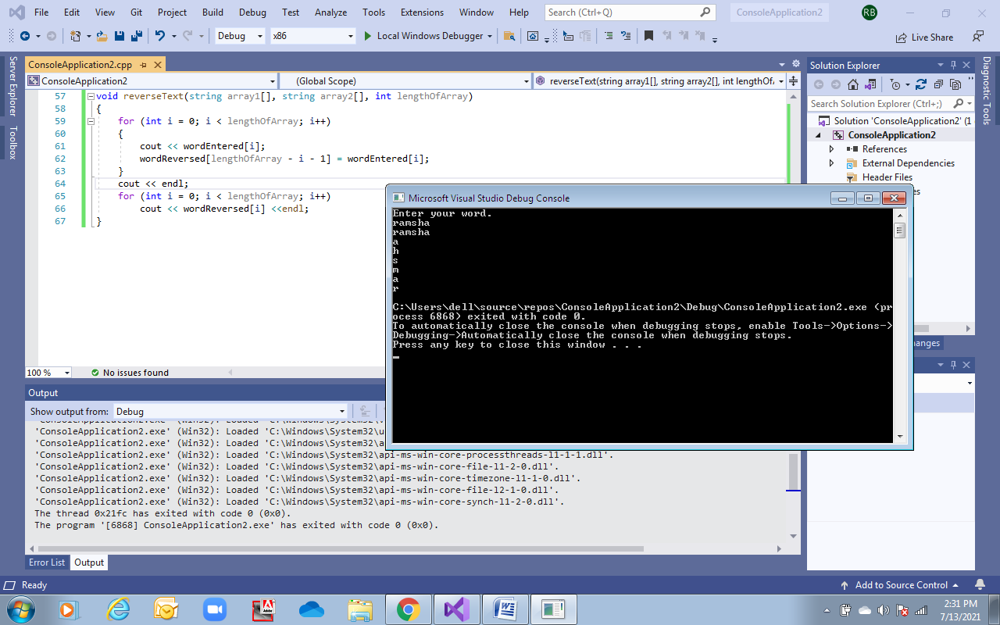 File Edit View Git Project Build Debug Test Analyze Tools Extensions Window Help Search (Ctrl+Q) ConsoleApplication2 RB
Debug x86 Local Windows Debugger Live Share
Server Explorer
Toolbox
ConsoleApplication2.cpp
ConsoleApplication2 (Global Scope) reverseText(string array1[], string array2[], int lengthOf
57 void reverseText(string array1[], string array2[], int lengthOfArray)
58 {
59 for (int i = 0; i < lengthOfArray; i++)
60 {
61 cout << wordEntered[i];
62 wordReversed[lengthOfArray - i - 1] = wordEntered[i];
63 }
64 cout << endl;
65 for (int i = 0; i < lengthOfArray; i++)
66 cout << wordReversed[i] <<endl;
67 }
100 % No issues found
Microsoft Visual Studio Debug Console
Enter your word.
ramsha
ramsha
a
h
s
m
a
r
C:\Users\dell\source\repos\ConsoleApplication2\Debug\ConsoleApplication2.exe (pr
ocess 6868) exited with code 0.
To automatically close the console when debugging stops, enable Tools->Options->
Debugging->Automatically close the console when debugging stops.
Press any key to close this window . . .
Solution Explorer
Search Solution Explorer (Ctrl+;)
Solution 'ConsoleApplication2' (1
ConsoleApplication2
References
External Dependencies
Header Files
Diagnostic Tools
Output
Show output from: Debug
'ConsoleApplication2.exe' (Win32): Loaded 'C:\Windows\System32\
'ConsoleApplication2.exe' (Win32): Loaded 'C:\Windows\System32\u
'ConsoleApplication2.exe' (Win32): Loaded 'C:\Windows\System32\a
'ConsoleApplication2.exe' (Win32): Loaded 'C:\Windows\System32\api-ms-win-core-processthreads-l1-1-1.dll'.
'ConsoleApplication2.exe' (Win32): Loaded 'C:\Windows\System32\api-ms-win-core-file-l1-2-0.dll'.
'ConsoleApplication2.exe' (Win32): Loaded 'C:\Windows\System32\api-ms-win-core-timezone-l1-1-0.dll'.
'ConsoleApplication2.exe' (Win32): Loaded 'C:\Windows\System32\api-ms-win-core-file-l2-1-0.dll'.
'ConsoleApplication2.exe' (Win32): Loaded 'C:\Windows\System32\api-ms-win-core-synch-l1-2-0.dll'.
The thread 0x21fc has exited with code 0 (0x0).
The program '[6868] ConsoleApplication2.exe' has exited with code 0 (0x0).
Error List Output
Ready Add to Source Control
2:31 PM
7/13/2021